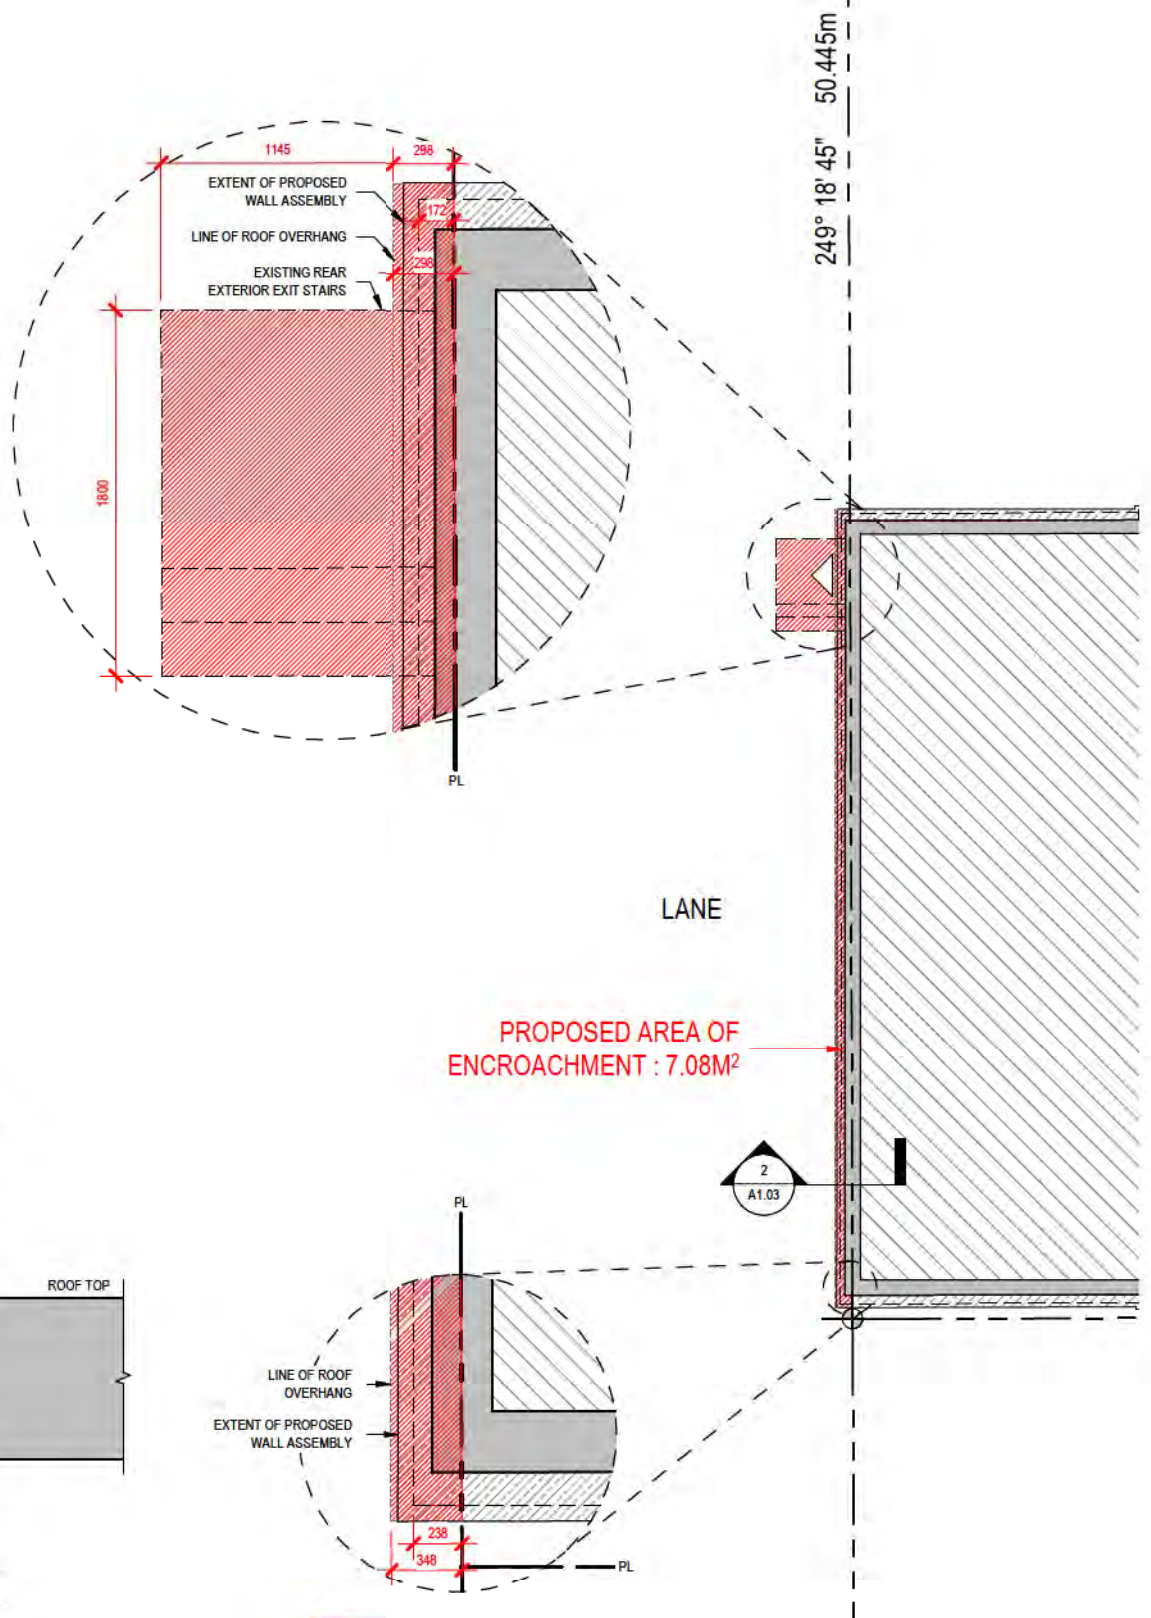 249° 18' 45" 50.445m
1145
298
EXTENT OF PROPOSED
WALL ASSEMBLY
172
LINE OF ROOF OVERHANG
298
EXISTING REAR
EXTERIOR EXIT STAIRS
1800
PL
LANE
PROPOSED AREA OF
ENCROACHMENT : 7.08M²
2
A1.03
PL
ROOF TOP
LINE OF ROOF
OVERHANG
EXTENT OF PROPOSED
WALL ASSEMBLY
238
348
PL